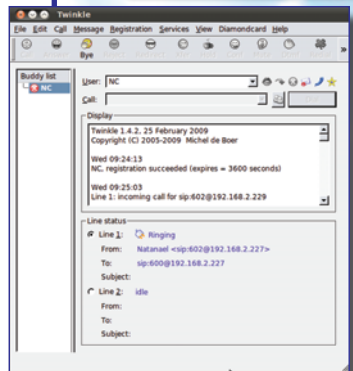 Twinkle
File Edit Call Message Registration Services View Diamondcard Help
Bye
Buddy list
NC
User: NC
Call:
Display
Twinkle 1.4.2, 25 February 2009
Copyright (C) 2005-2009 Michel de Boer
Wed 09:24:13
NC, registration succeeded (expires = 3600 seconds)
Wed 09:25:03
Line 1: incoming call for sip:602@192.168.2.229
Line status
Line 1: Ringing
From: Natanael <sip:602@192.168.2.227>
To: sip:600@192.168.2.227
Subject:
Line 2: idle
From:
To:
Subject: